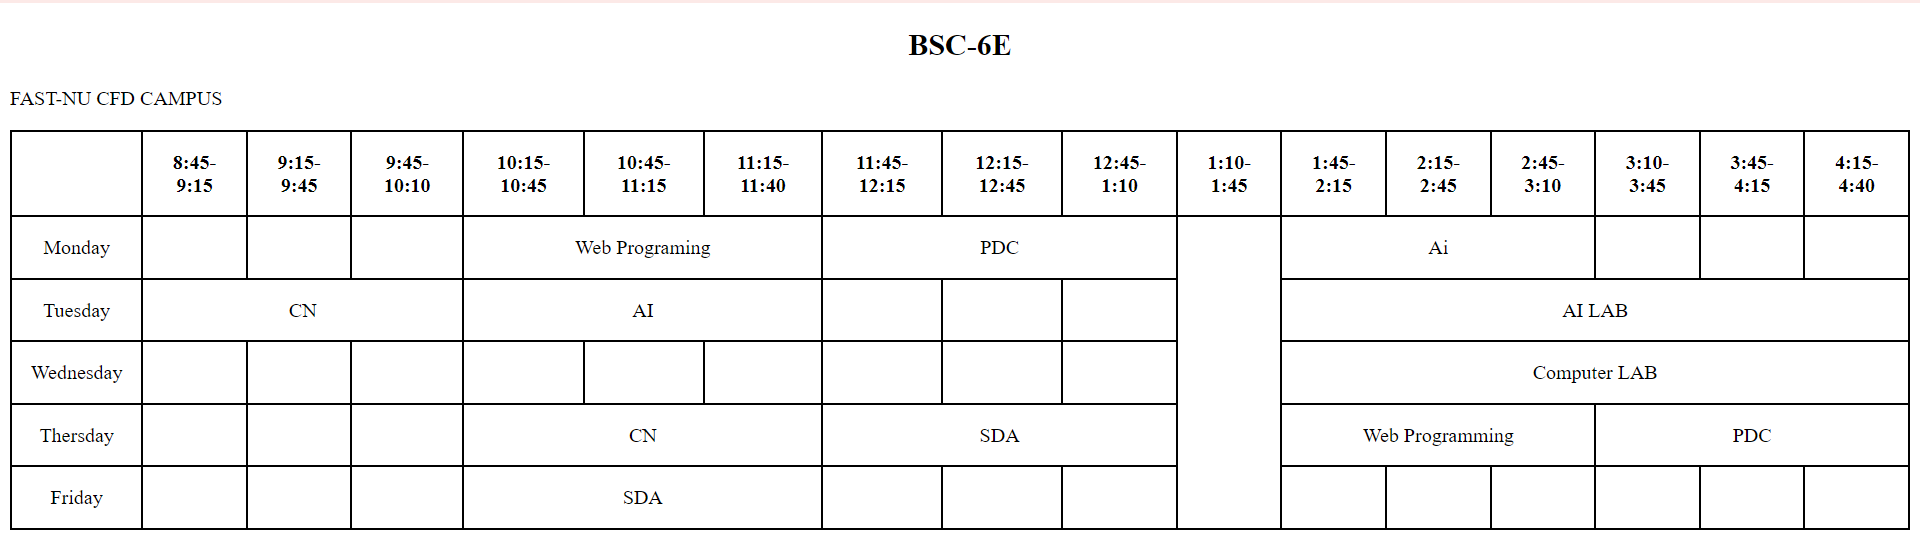 BSC-6E
FAST-NU CFD CAMPUS
8:45-9:15 9:15-9:45 9:45-10:10 10:15-10:45 10:45-11:15 11:15-11:40 11:45-12:15 12:15-12:45 12:45-1:10 1:10-1:45 1:45-2:15 2:15-2:45 2:45-3:10 3:10-3:45 3:45-4:15 4:15-4:40
Monday Web Programing PDC Ai
Tuesday CN AI AI LAB
Wednesday Computer LAB
Thersday CN SDA Web Programming PDC
Friday SDA